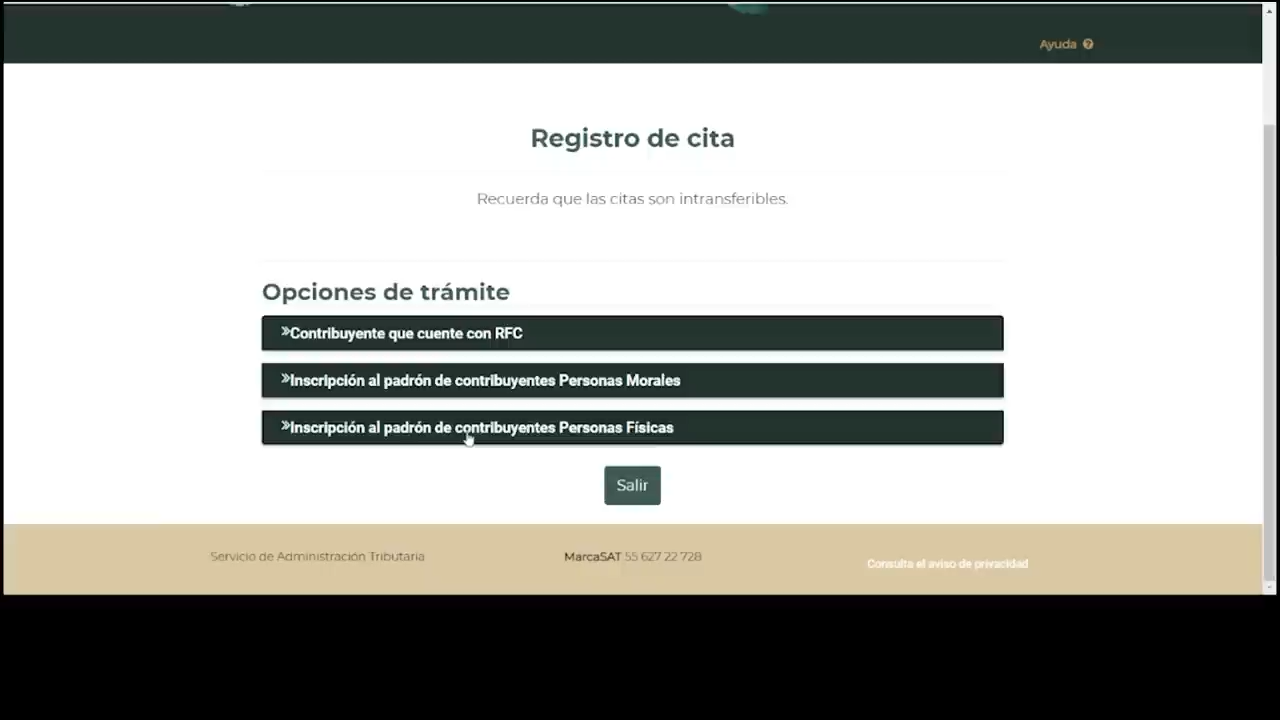 Ayuda
Registro de cita
Recuerda que las citas son intransferibles.
Opciones de trámite
»Contribuyente que cuente con RFC
»Inscripción al padrón de contribuyentes Personas Morales
»Inscripción al padrón de contribuyentes Personas Físicas
Salir
Servicio de Administración Tributaria
MarcaSAT 55 627 22 728
Consulta el aviso de privacidad